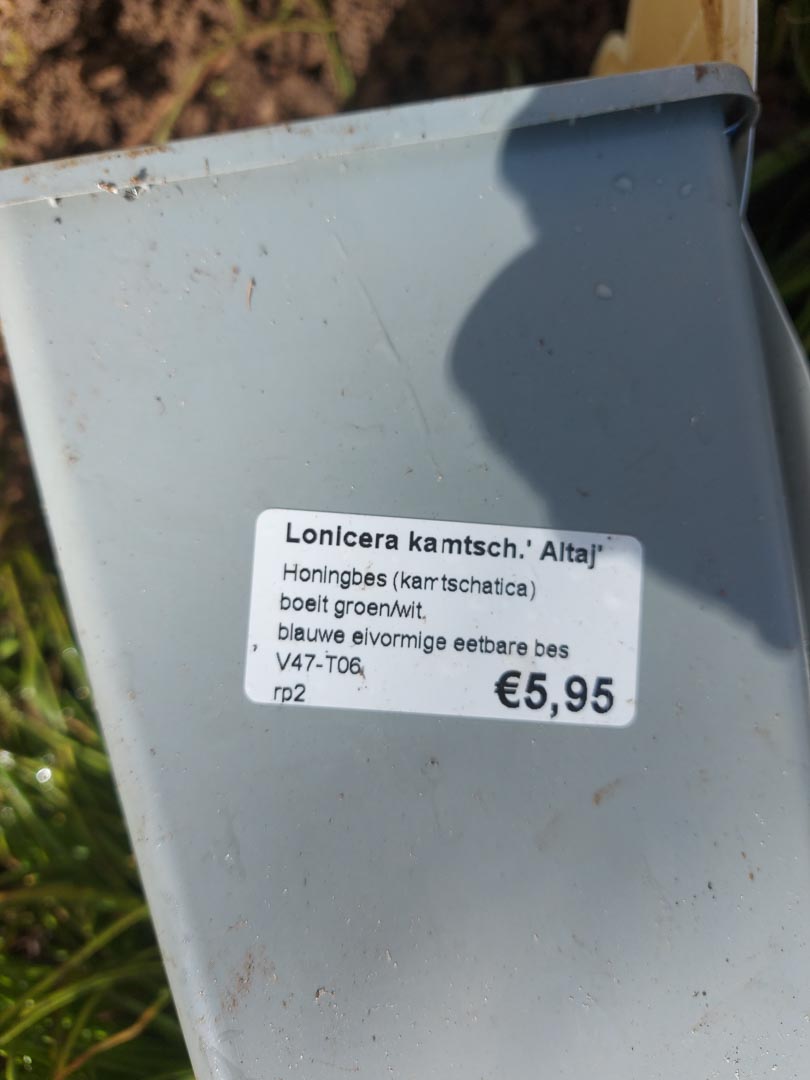 Lonicera kamtsch.' Altaj'
Honingbes (kamtschatica)
boeit groen/wit.
blauwe eivormige eetbare bes
V47-T06
rp2
€5,95